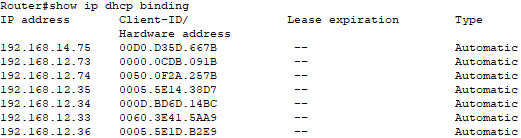 Router#show ip dhcp binding
IP address Client-ID/ Lease expiration Type
Hardware address
192.168.14.75 00D0.D35D.667B -- Automatic
192.168.12.73 0000.0CDB.091B -- Automatic
192.168.12.74 0050.0F2A.257B -- Automatic
192.168.12.35 0005.5E14.38D7 -- Automatic
192.168.12.34 000D.BD6D.14BC -- Automatic
192.168.12.33 0060.3E41.5AA9 -- Automatic
192.168.12.36 0005.5E1D.B2E9 -- Automatic